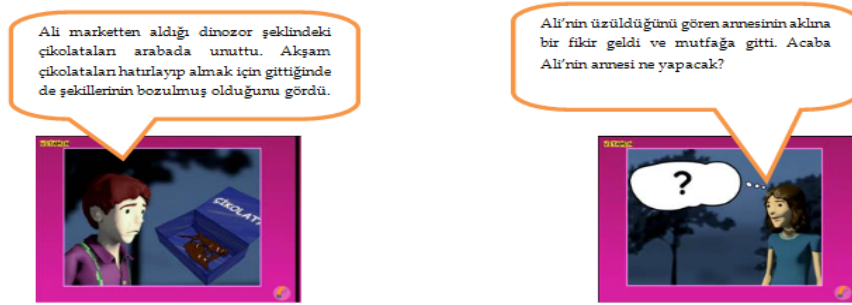 Ali marketten aldığı dinozor şeklindeki
çikolataları arabada unuttu. Akşam
çikolataları hatırlayıp almak için gittiğinde
de şekillerinin bozulmuş olduğunu gördü.
ÇİKOLATA
Ali’nin üzüldüğünü gören annesinin aklına
bir fikir geldi ve mutfağa gitti. Acaba
Ali’nin annesi ne yapacak?
?